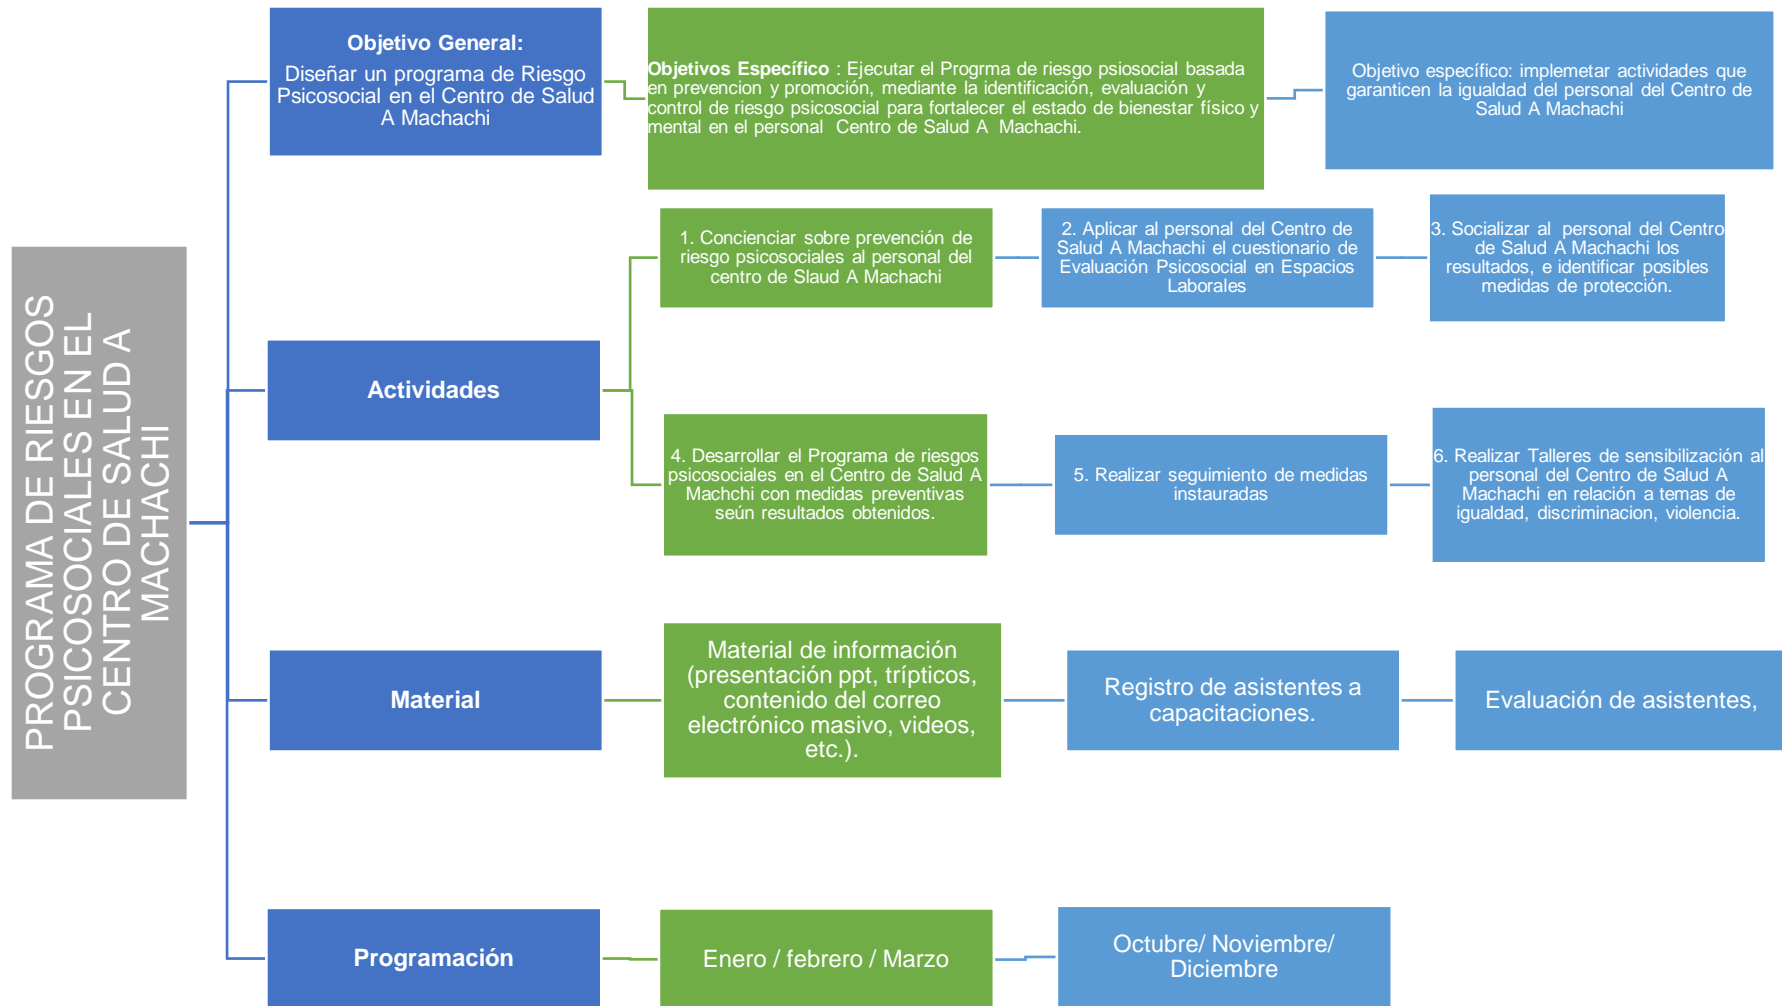 PROGRAMA DE RIESGOS
PSICOSOCIALES EN EL
CENTRO DE SALUD A
MACHACHI
Objetivo General:
Diseñar un programa de Riesgo
Psicosocial en el Centro de Salud
A Machachi
Objetivos Específico : Ejecutar el Progrma de riesgo psiosocial basada
en prevencion y promoción, mediante la identificación, evaluación y
control de riesgo psicosocial para fortalecer el estado de bienestar físico y
mental en el personal Centro de Salud A Machachi.
Objetivo específico: implemetar actividades que
garanticen la igualdad del personal del Centro de
Salud A Machachi
Actividades
1. Concienciar sobre prevención de
riesgo psicosociales al personal del
centro de Slaud A Machachi
2. Aplicar al personal del Centro de
Salud A Machachi el cuestionario de
Evaluación Psicosocial en Espacios
Laborales
3. Socializar al personal del Centro
de Salud A Machachi los
resultados, e identificar posibles
medidas de protección.
4. Desarrollar el Programa de riesgos
psicosociales en el Centro de Salud A
Machchi con medidas preventivas
seún resultados obtenidos.
5. Realizar seguimiento de medidas
instauradas
6. Realizar Talleres de sensibilización al
personal del Centro de Salud A
Machachi en relación a temas de
igualdad, discriminacion, violencia.
Material
Material de información
(presentación ppt, trípticos,
contenido del correo
electrónico masivo, videos,
etc.).
Registro de asistentes a
capacitaciones.
Evaluación de asistentes,
Programación
Enero / febrero / Marzo
Octubre/ Noviembre/
Diciembre